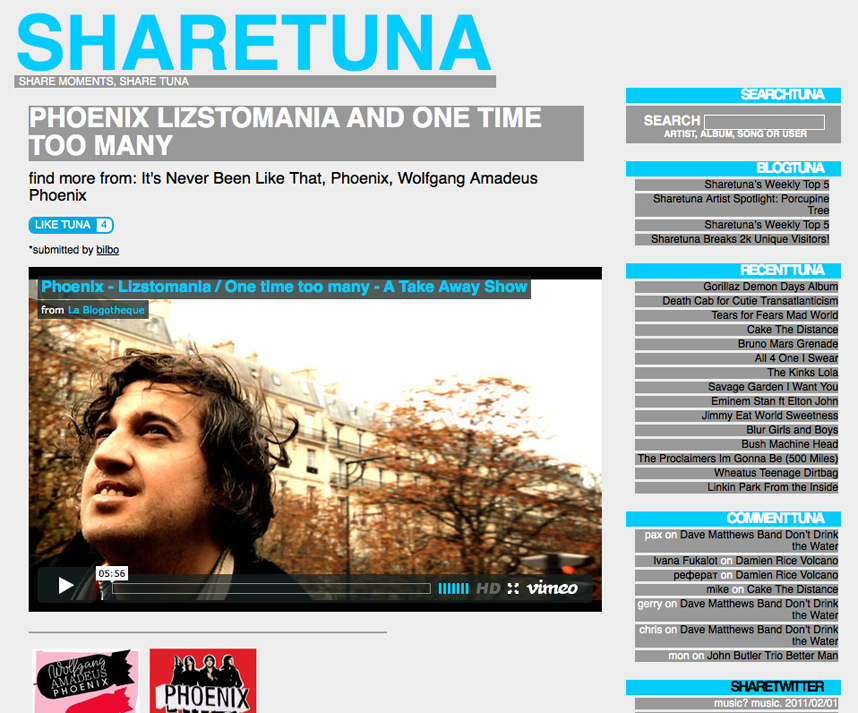 SHARETUNA
SHARE MOMENTS, SHARE TUNA
PHOENIX LIZSTOMANIA AND ONE TIME
TOO MANY
find more from: It's Never Been Like That, Phoenix, Wolfgang Amadeus
Phoenix
LIKE TUNA 4
*submitted by bilbo
Phoenix - Lizstomania / One time too many - A Take Away Show
from La Blogotheque
05:56
HD vimeo
Wolfgang
AMADEUS
PHOENIX
PHOENIX
SEARCHTUNA
SEARCH
ARTIST, ALBUM, SONG OR USER
BLOGTUNA
Sharetuna's Weekly Top 5
Sharetuna Artist Spotlight: Porcupine
Tree
Sharetuna's Weekly Top 5
Sharetuna Breaks 2k Unique Visitors!
RECENTTUNA
Gorillaz Demon Days Album
Death Cab for Cutie Transatlanticism
Tears for Fears Mad World
Cake The Distance
Bruno Mars Grenade
All 4 One I Swear
The Kinks Lola
Savage Garden I Want You
Eminem Stan ft Elton John
Jimmy Eat World Sweetness
Blur Girls and Boys
Bush Machine Head
The Proclaimers Im Gonna Be (500 Miles)
Wheatus Teenage Dirtbag
Linkin Park From the Inside
COMMENTTUNA
pax on Dave Matthews Band Don't Drink
the Water
Ivana Fukalot on Damien Rice Volcano
реферат on Damien Rice Volcano
mike on Cake The Distance
gerry on Dave Matthews Band Don't Drink
the Water
chris on Dave Matthews Band Don't Drink
the Water
mon on John Butler Trio Better Man
SHARETWITTER
music? music. 2011/02/01